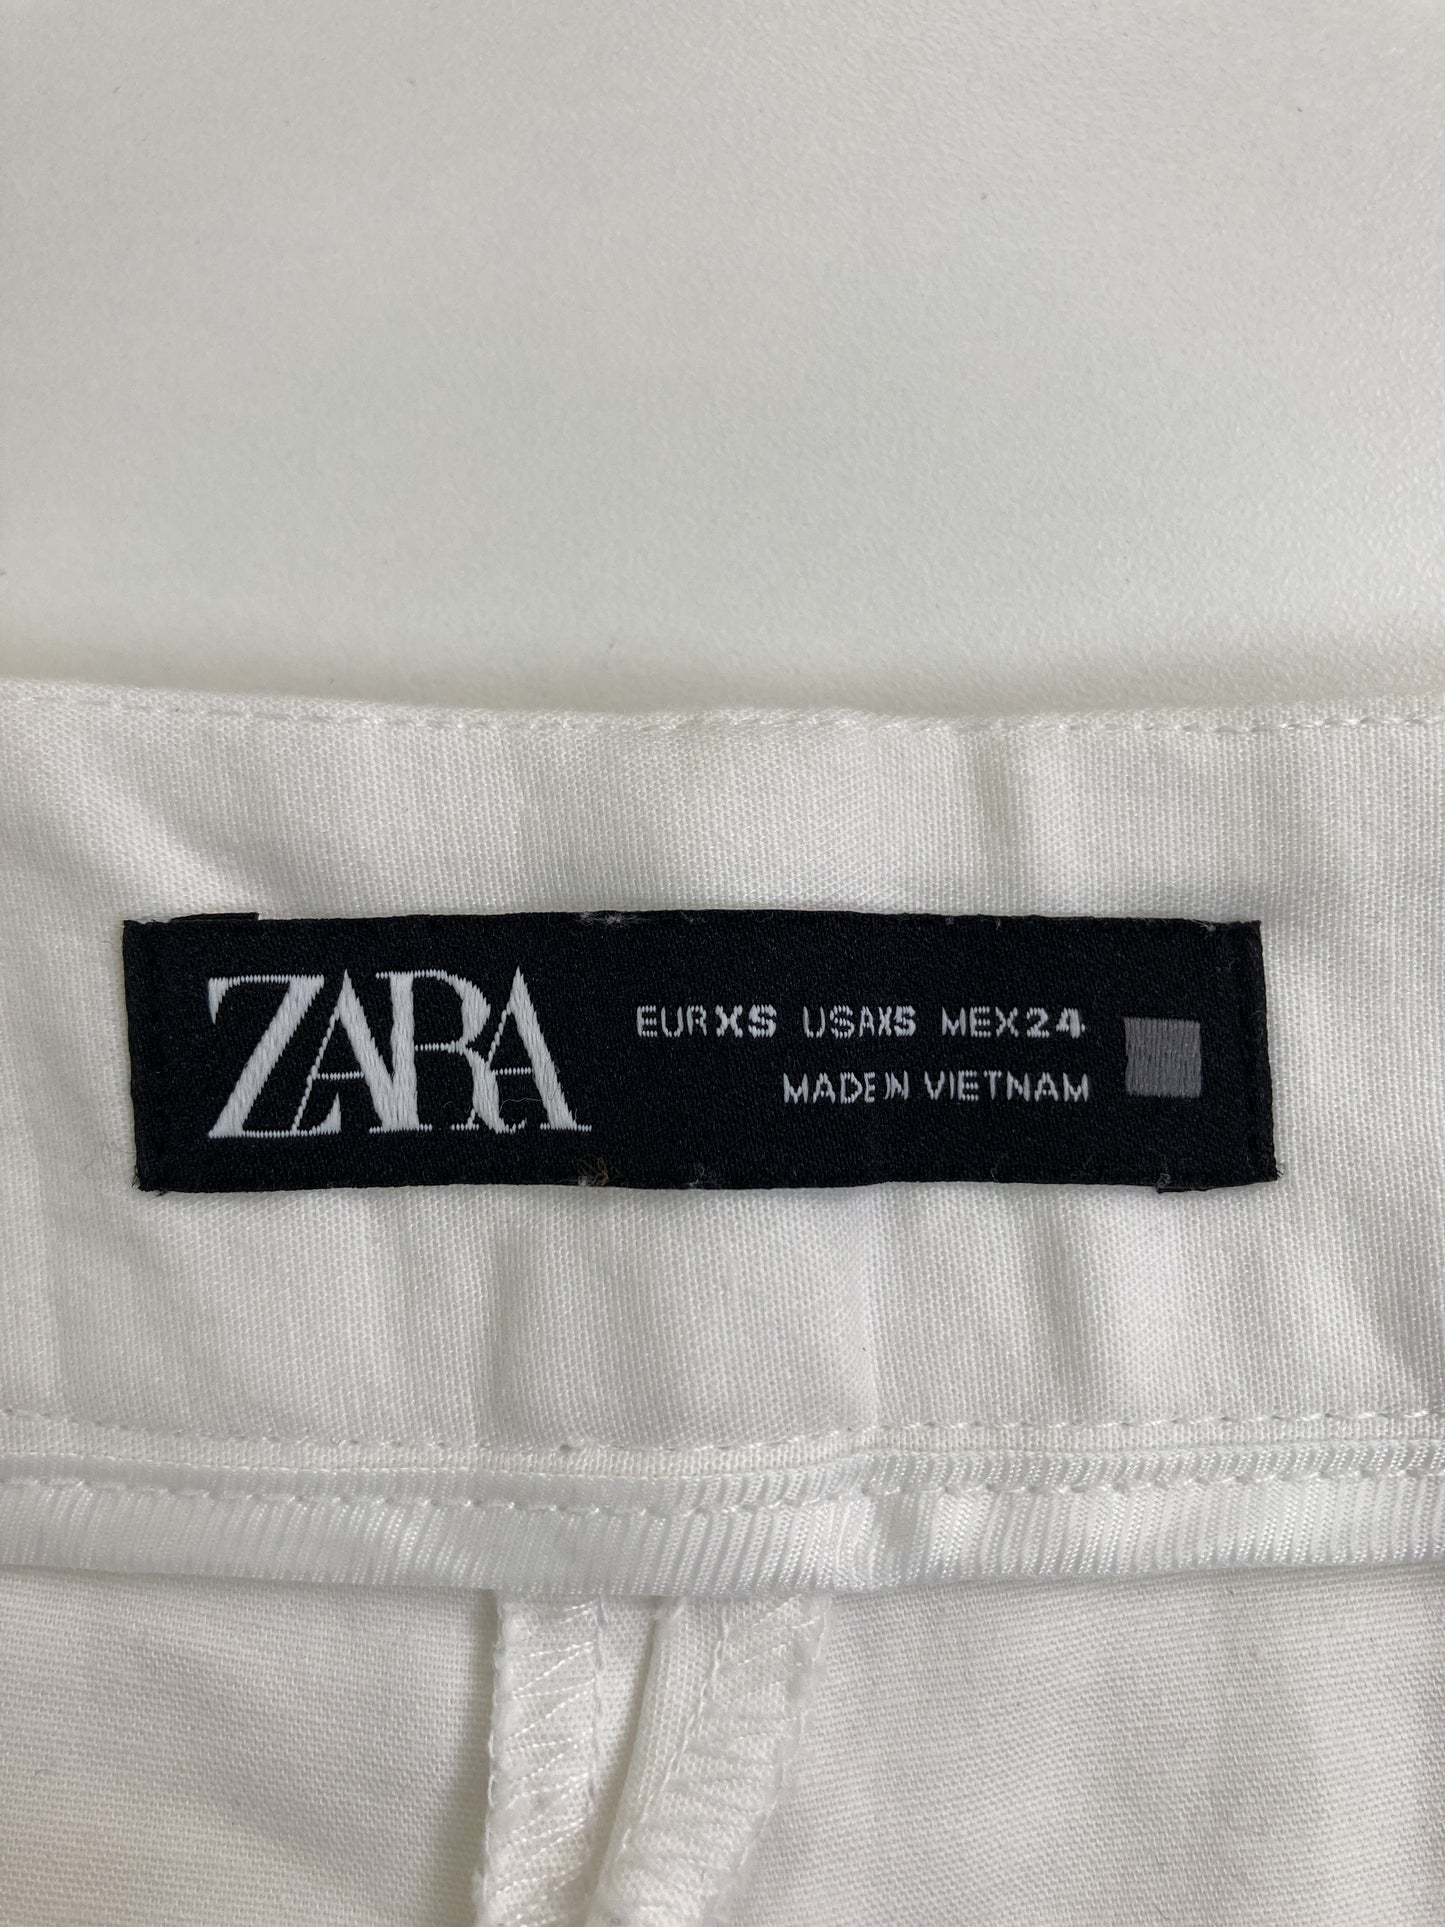 ZARA
EUR XS USA XS MEX 24
MADE IN VIETNAM